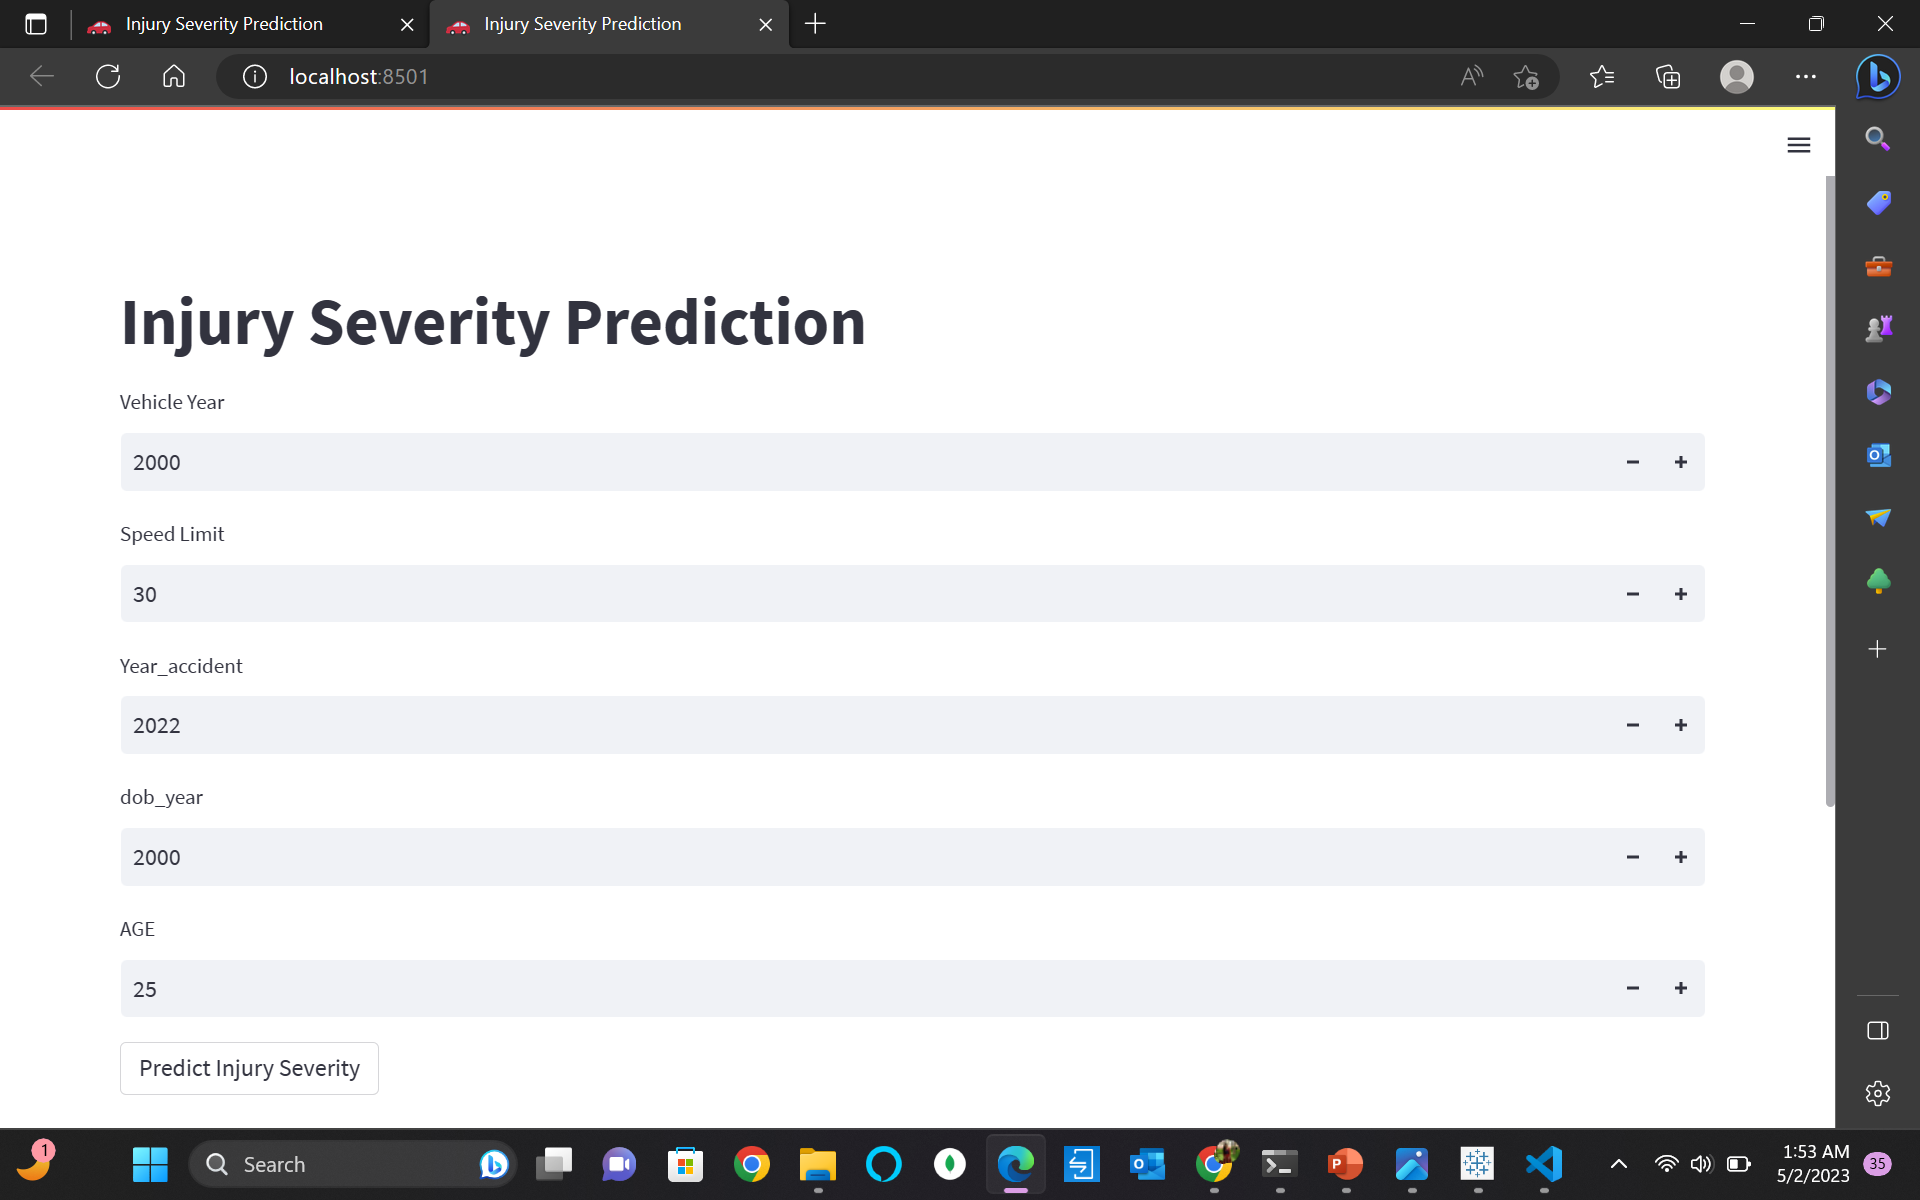 Injury Severity Prediction
Injury Severity Prediction
localhost:8501
Injury Severity Prediction
Vehicle Year
2000
Speed Limit
30
Year_accident
2022
dob_year
2000
AGE
25
Predict Injury Severity
1
Search
1:53 AM
5/2/2023
35